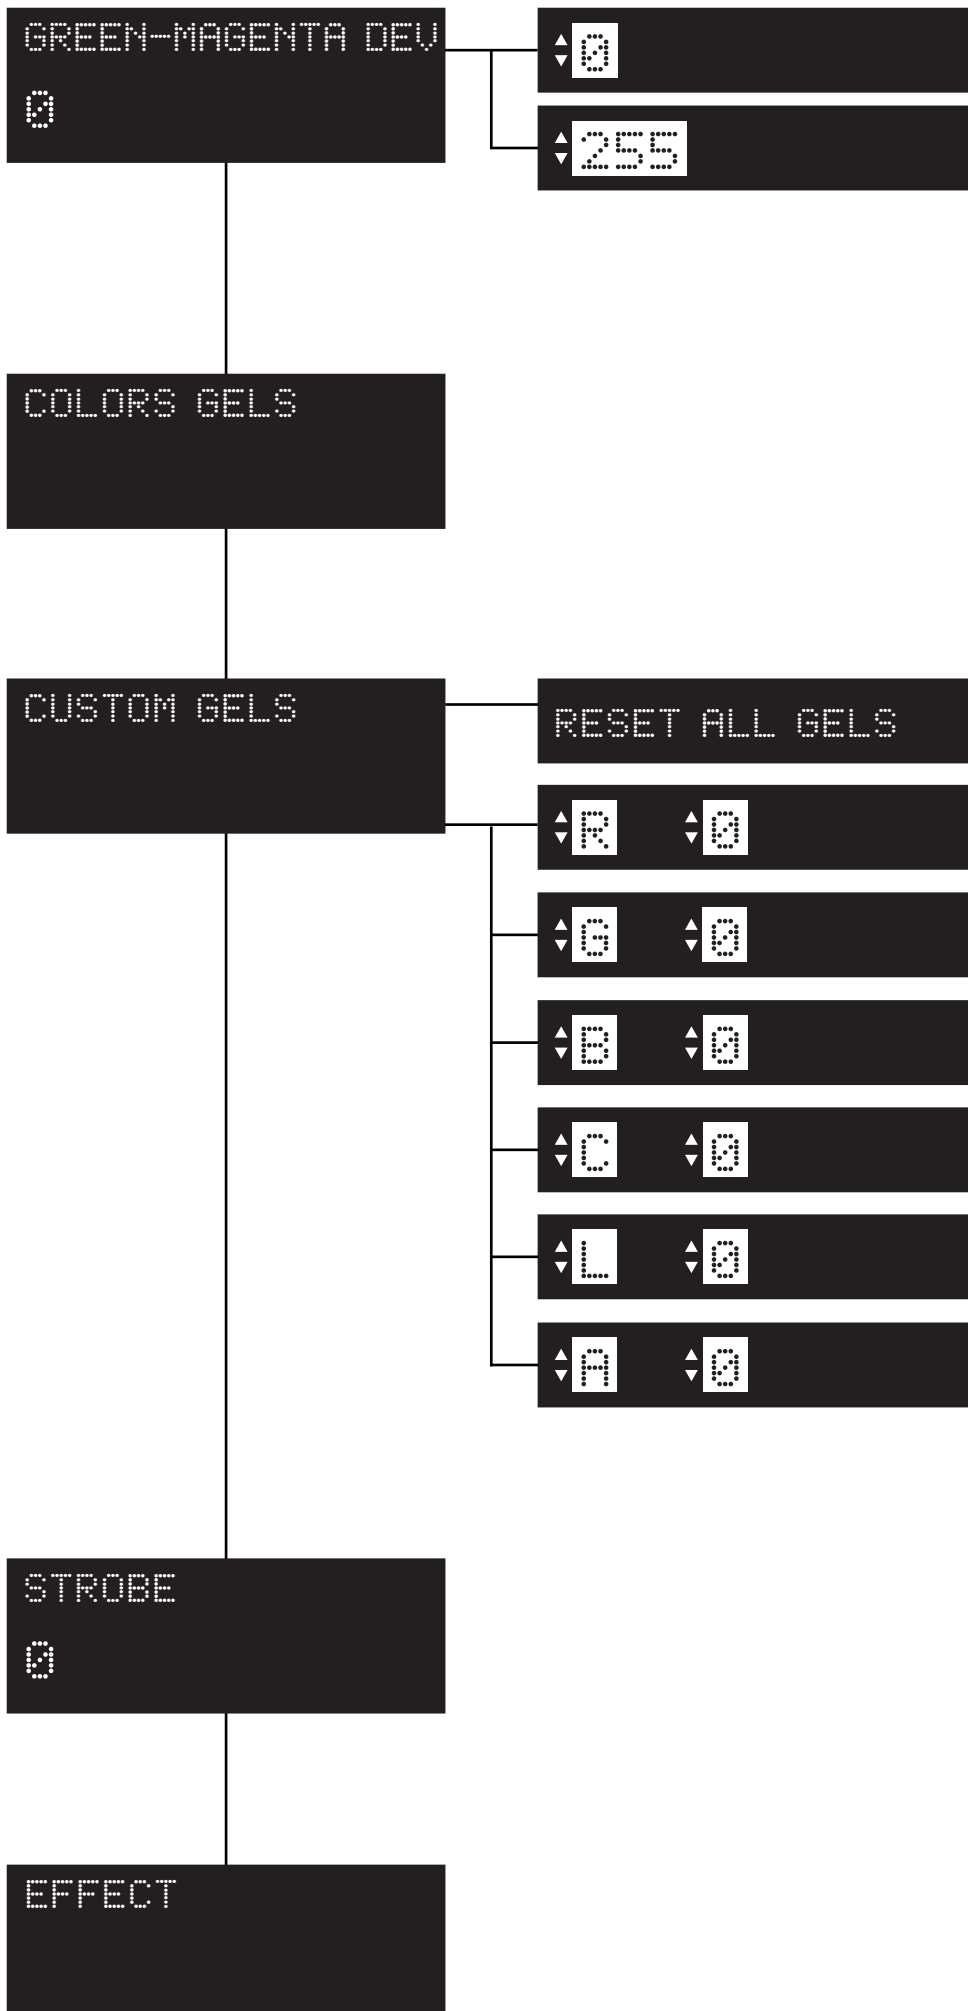 GREEN-MAGENTA DEV
0
0
255
COLORS GELS
CUSTOM GELS
RESET ALL GELS
R 0
G 0
B 0
C 0
L 0
A 0
STROBE
0
EFFECT